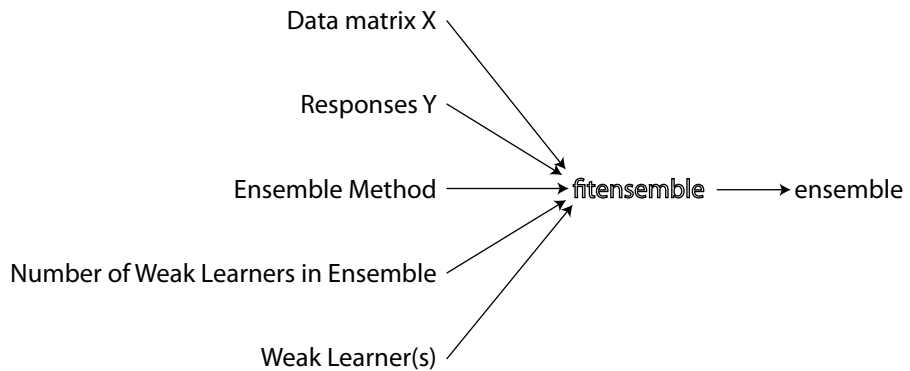 Data matrix X
Responses Y
Ensemble Method
fitensemble
ensemble
Number of Weak Learners in Ensemble
Weak Learner(s)